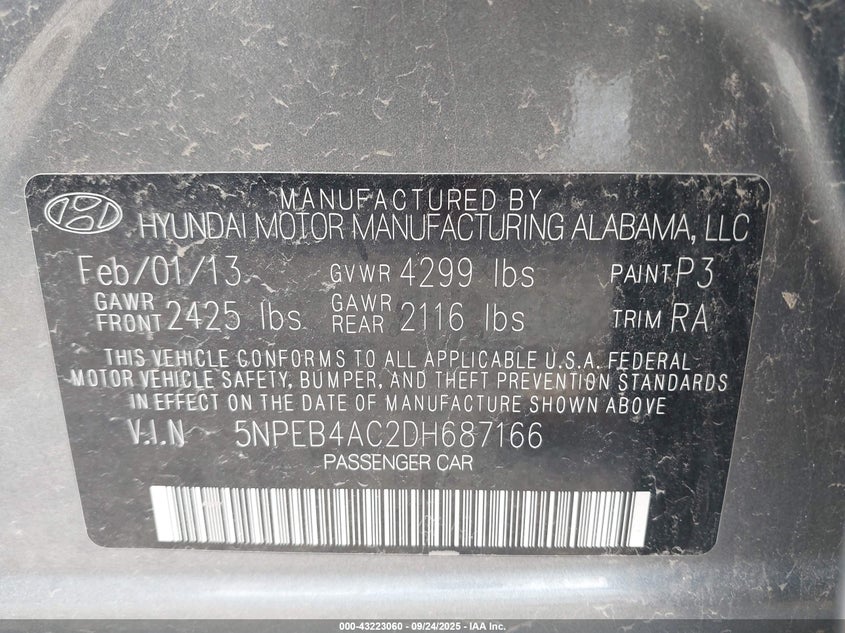 MANUFACTURED BY
HYUNDAI MOTOR MANUFACTURING ALABAMA, LLC
Feb/01/13 GVWR 4299 lbs PAINT P3
GAWR FRONT 2425 lbs GAWR REAR 2116 lbs TRIM RA
THIS VEHICLE CONFORMS TO ALL APPLICABLE U.S.A. FEDERAL
MOTOR VEHICLE SAFETY, BUMPER, AND THEFT PREVENTION STANDARDS
IN EFFECT ON THE DATE OF MANUFACTURE SHOWN ABOVE.
V.I.N 5NPEB4AC2DH687166
PASSENGER CAR
000-43223060 - 09/24/2025 - IAA Inc.